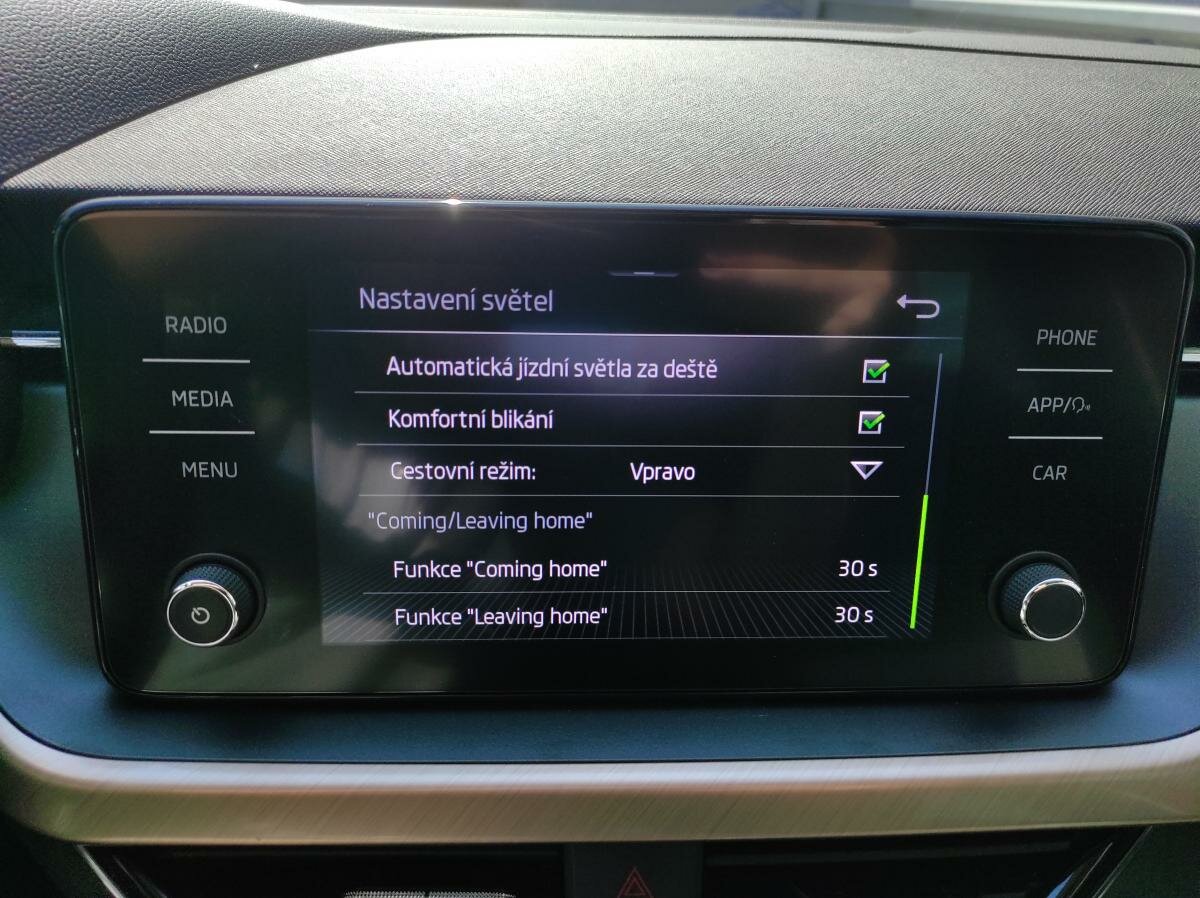 Nastavení světel
RADIO
MEDIA
MENU
Automatická jízdní světla za deště
Komfortní blikání
Cestovní režim: Vpravo
"Coming/Leaving home"
Funkce "Coming home" 30 s
Funkce "Leaving home" 30 s
PHONE
APP/
CAR